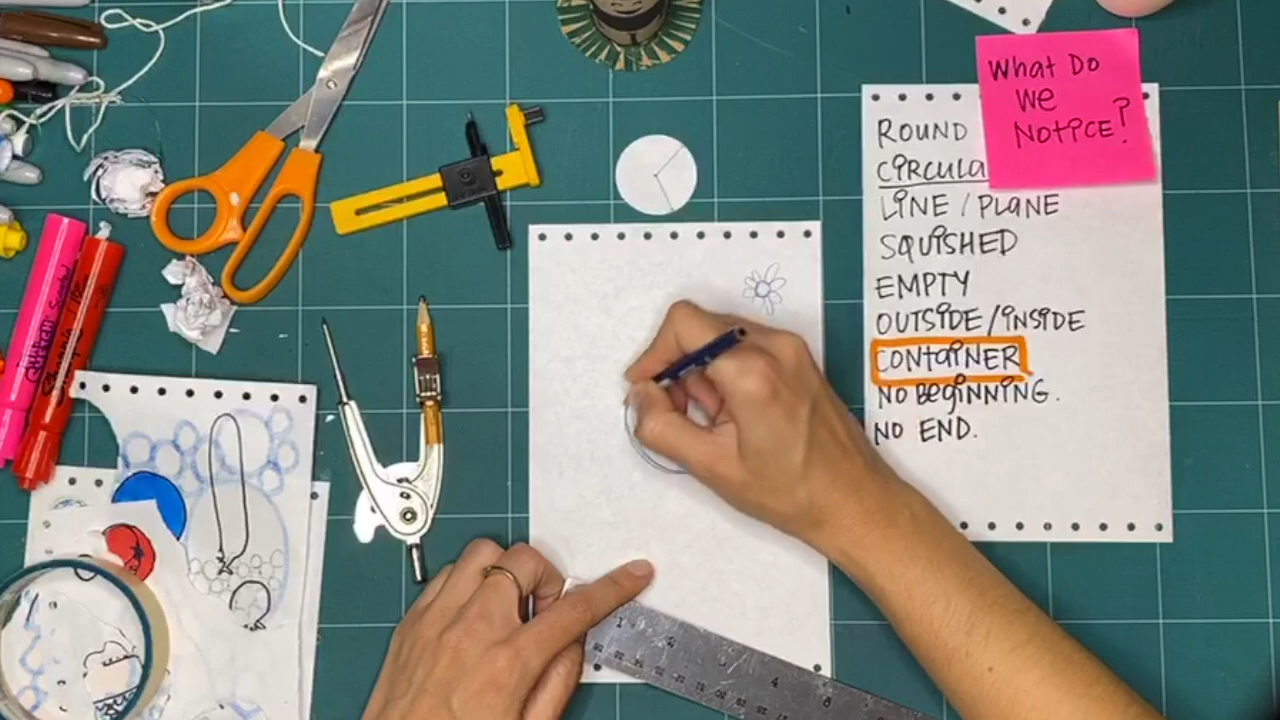 What Do
We
NOTICE?
ROUND
CIRCULA
LINE / PLANE
SQUISHED
EMPTY
OUTSIDE/INSIDE
CONTAINER
NO BEGINNING.
NO END.